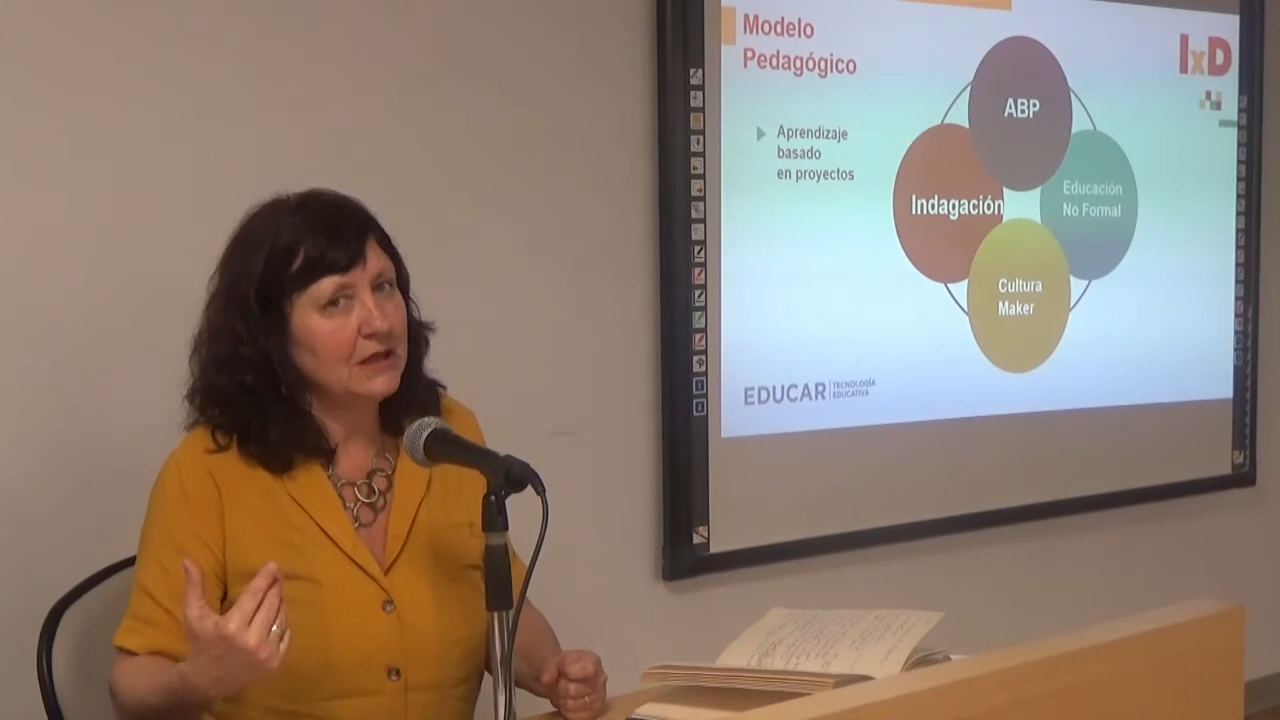 Modelo
Pedagógico
IxD
Aprendizaje
basado
en proyectos
ABP
Indagación
Educación
No Formal
Cultura
Maker
EDUCAR
TECNOLOGÍA
EDUCATIVA